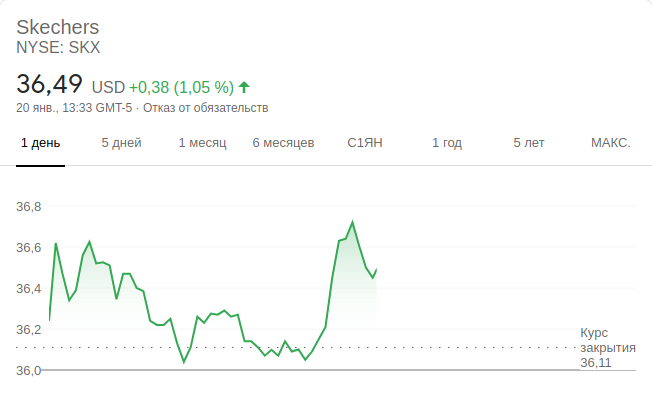 Skechers
NYSE: SKX
36,49 USD +0,38 (1,05 %)
20 янв., 13:33 GMT-5 · Отказ от обязательств
1 день 5 дней 1 месяц 6 месяцев С1ЯН 1 год 5 лет МАКС.
36,8
36,6
36,4
36,2
Курс
закрытия
36,11
36,0